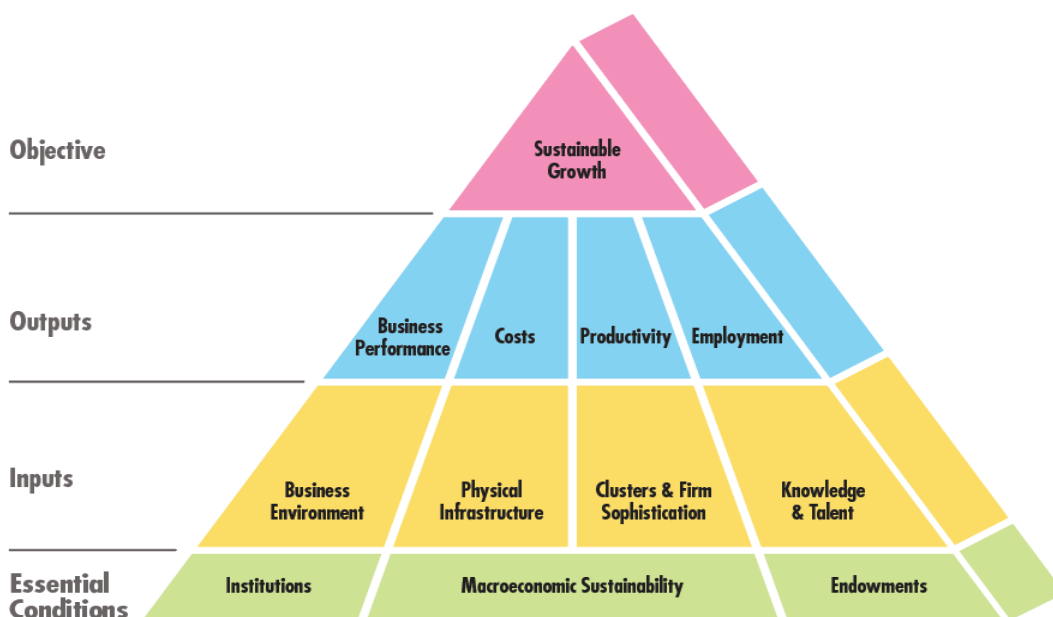 Objective
Sustainable
Growth
Outputs
Business
Performance
Costs
Productivity
Employment
Inputs
Business
Environment
Physical
Infrastructure
Clusters & Firm
Sophistication
Knowledge
& Talent
Essential
Conditions
Institutions
Macroeconomic Sustainability
Endowments